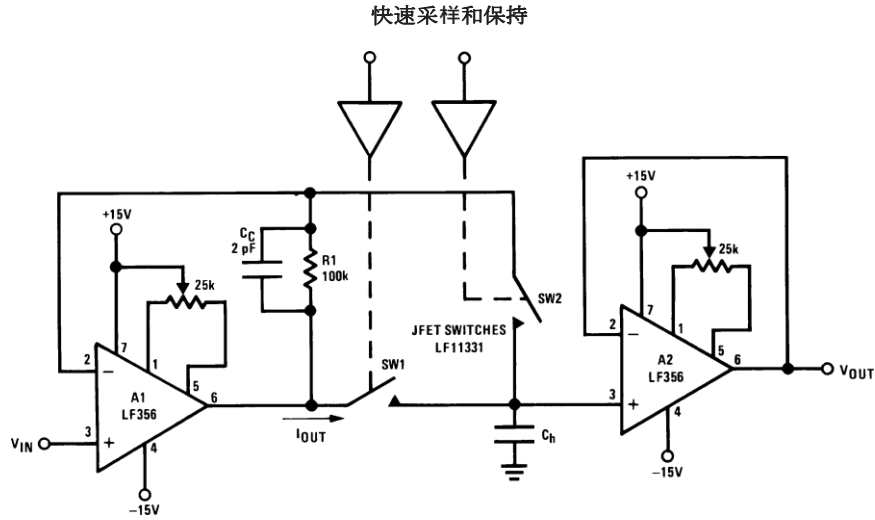 快速采样和保持
+15V
25k
7
1
5
2
−
A1
LF356
6
3
+
4
VIN
−15V
CC
2 pF
R1
100k
IOUT
SW1
JFET SWITCHES
LF11331
SW2
Ch
+15V
25k
7
1
5
2
−
A2
LF356
6
3
+
4
−15V
VOUT